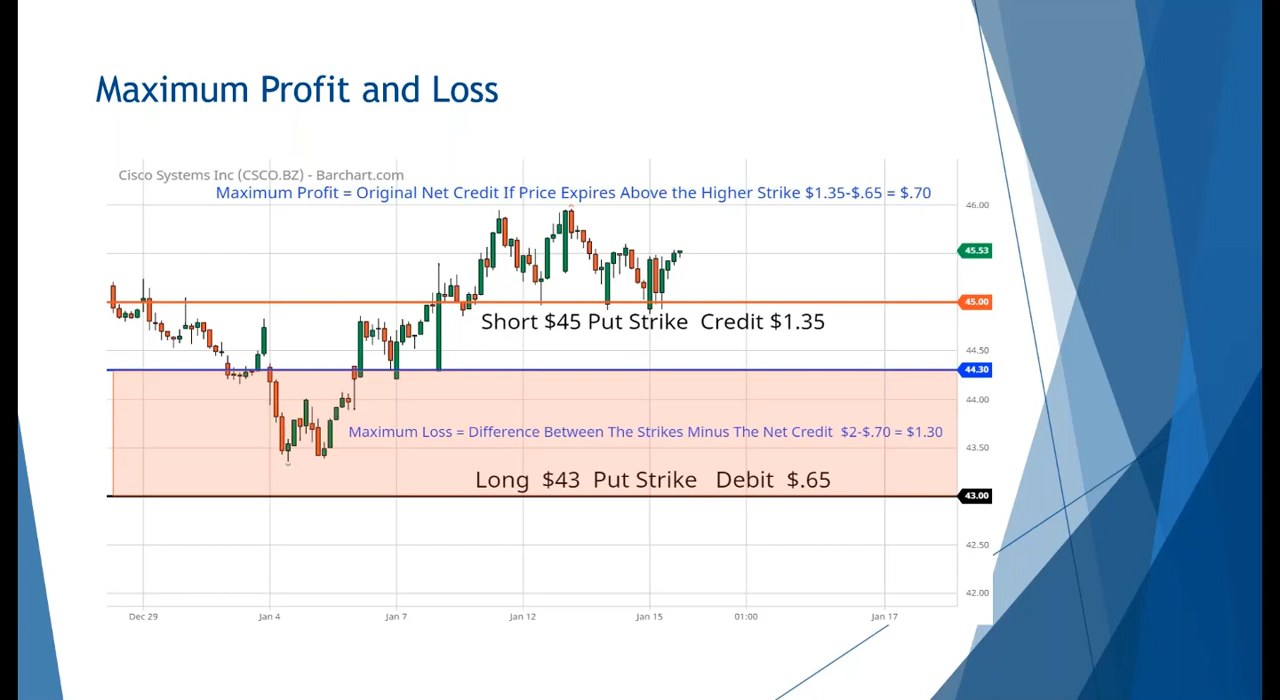 Maximum Profit and Loss
Cisco Systems Inc (CSCO.BZ) - Barchart.com
Maximum Profit = Original Net Credit If Price Expires Above the Higher Strike $1.35-$.65 = $.70
46.00
45.53
45.00
Short $45 Put Strike  Credit $1.35
44.50
44.30
44.00
Maximum Loss = Difference Between The Strikes Minus The Net Credit  $2-$.70 = $1.30
43.50
Long  $43  Put Strike  Debit  $.65
43.00
42.50
42.00
Dec 29 Jan 4 Jan 7 Jan 12 Jan 15 01:00 Jan 17